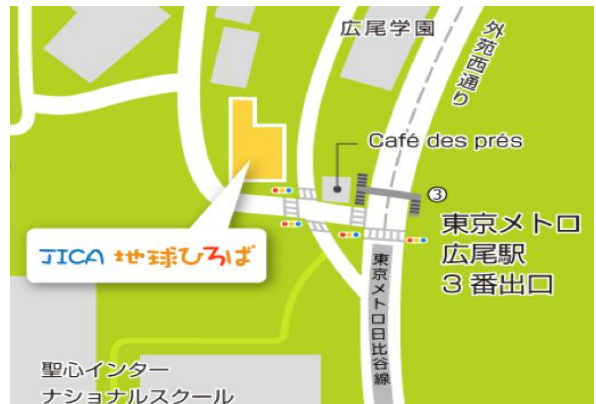 広尾学園
外苑西通り
Café des prés
③
東京メトロ
広尾駅
3番出口
JICA 地球ひろば
東京メトロ日比谷線
聖心インター
ナショナルスクール